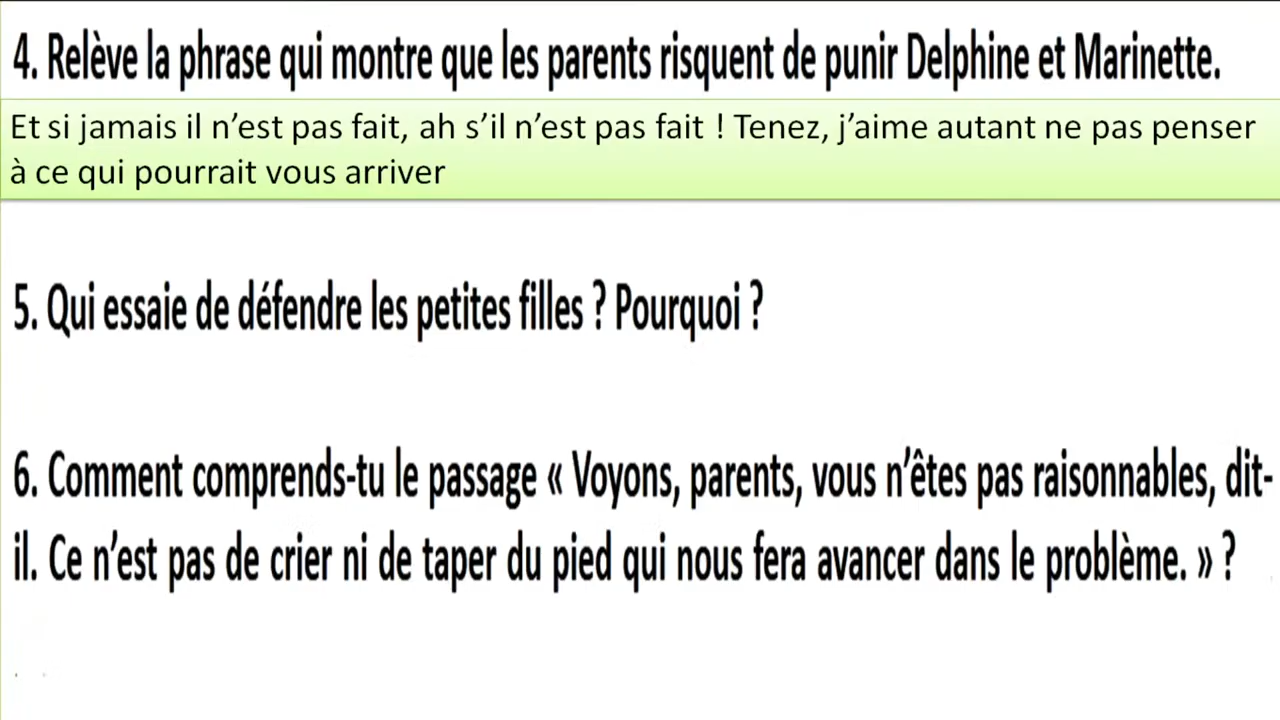 4. Relève la phrase qui montre que les parents risquent de punir Delphine et Marinette.
Et si jamais il n’est pas fait, ah s’il n’est pas fait ! Tenez, j’aime autant ne pas penser
à ce qui pourrait vous arriver
5. Qui essaie de défendre les petites filles ? Pourquoi ?
6. Comment comprends-tu le passage « Voyons, parents, vous n’êtes pas raisonnables, dit-
il. Ce n’est pas de crier ni de taper du pied qui nous fera avancer dans le problème. » ?